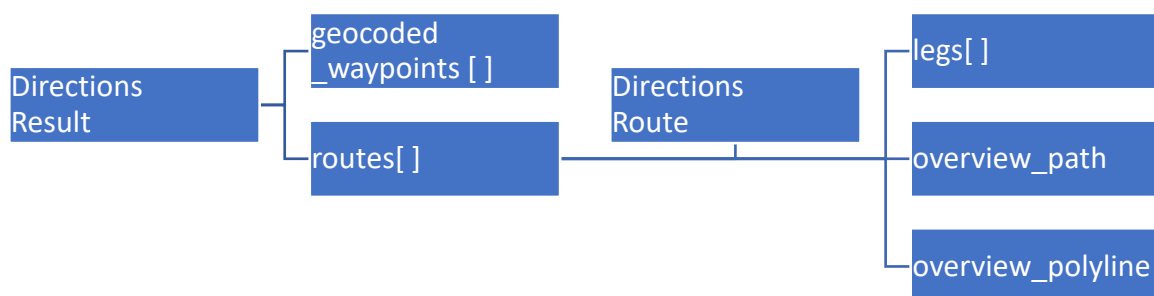 Directions
Result
geocoded
_waypoints [ ]
routes[ ]
Directions
Route
legs[ ]
overview_path
overview_polyline